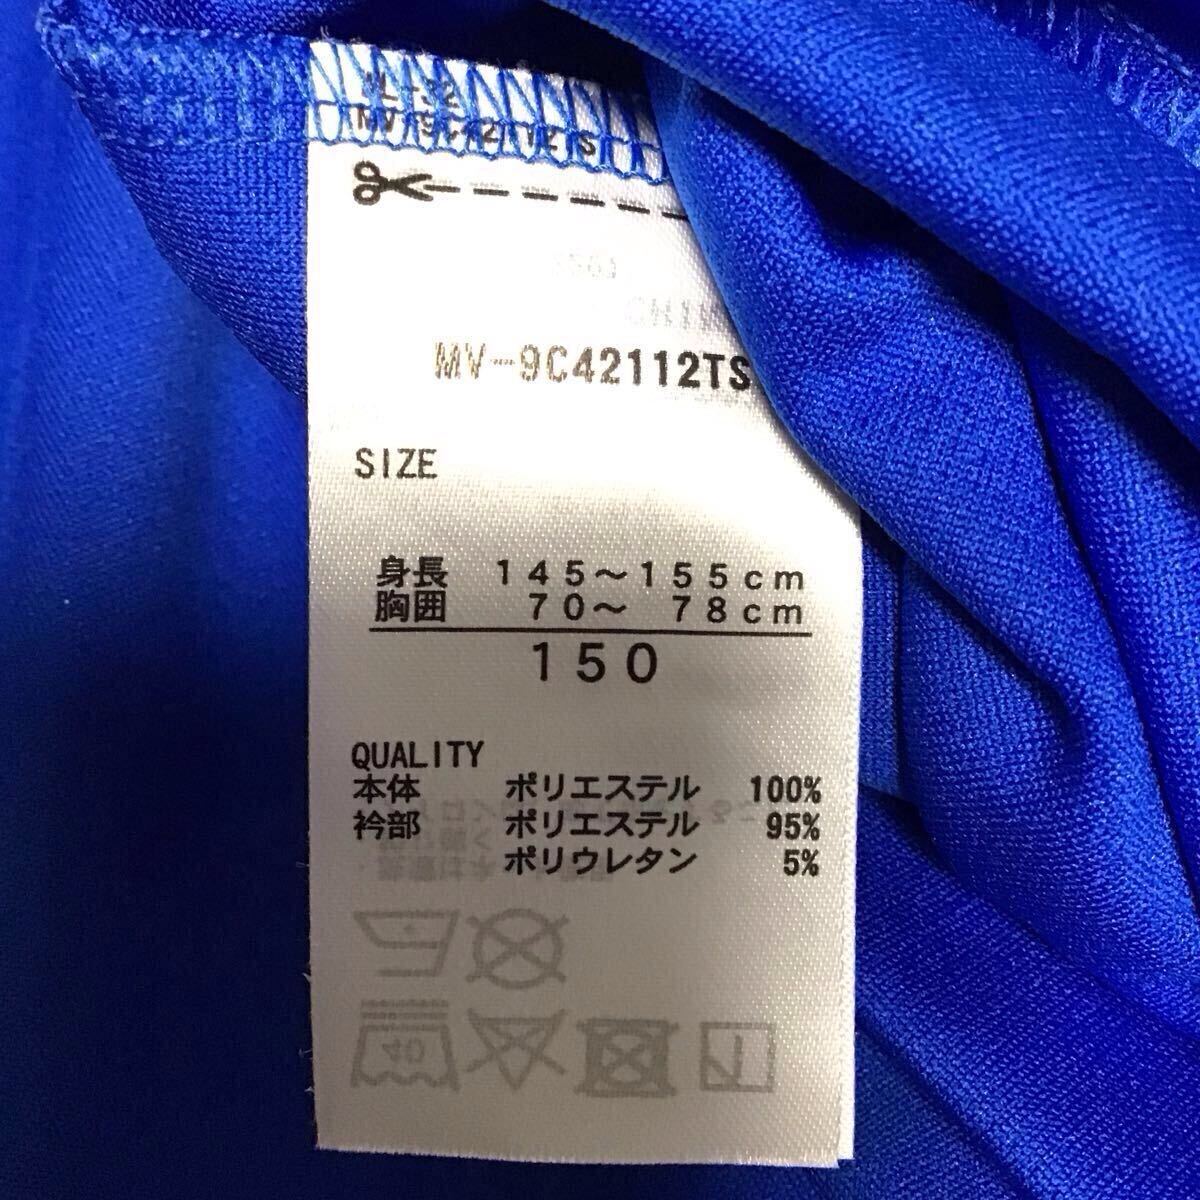 MV-9C42112TS
SIZE
身長 145～155cm
胸囲 70～ 78cm
150
QUALITY
本体 ポリエステル 100%
衿部 ポリエステル 95%
ポリウレタン 5%
40